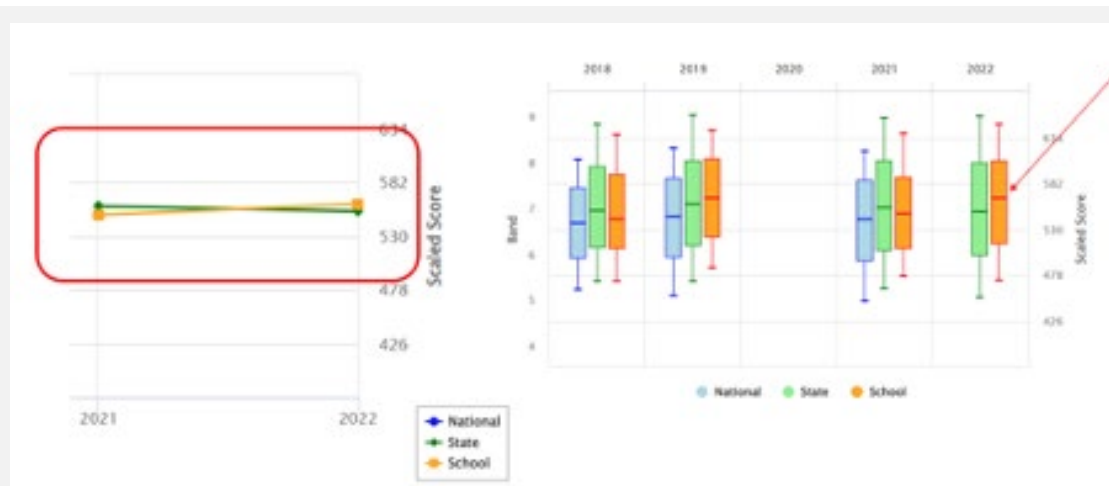 634
582
530
478
426
Scaled Score
2021 2022
National
State
School
2018 2019 2020 2021 2022
9
8
7
6
5
4
Band
634
582
530
478
426
Scaled Score
National State School